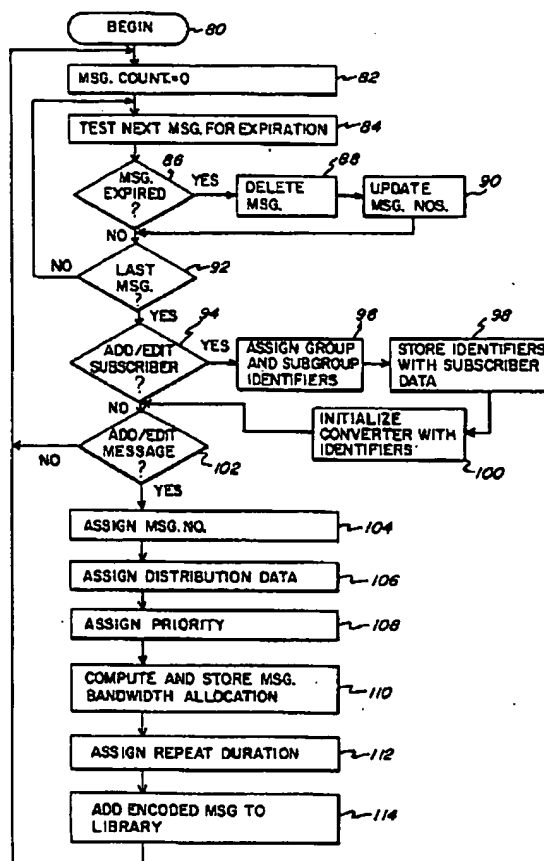 BEGIN
80
MSG. COUNT=0
82
TEST NEXT MSG. FOR EXPIRATION
84
86
88
90
MSG.
EXPIRED
?
YES
DELETE
MSG.
UPDATE
MSG. NOS.
NO
NO
LAST
MSG.
?
92
YES
94
96
98
ADD/EDIT
SUBSCRIBER
?
YES
ASSIGN GROUP
AND SUBGROUP
IDENTIFIERS
STORE IDENTIFIERS
WITH SUBSCRIBER
DATA
NO
INITIALIZE
CONVERTER WITH
IDENTIFIERS
100
NO
ADD/EDIT
MESSAGE
?
102
YES
ASSIGN MSG. NO.
104
ASSIGN DISTRIBUTION DATA
106
ASSIGN PRIORITY
108
COMPUTE AND STORE MSG.
BANDWIDTH ALLOCATION
110
ASSIGN REPEAT DURATION
112
ADD ENCODED MSG TO
LIBRARY
114